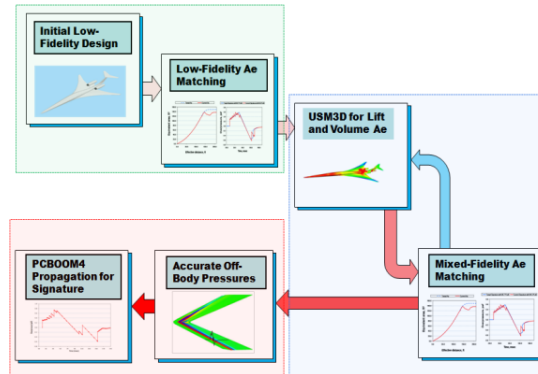 Initial Low-
Fidelity Design
Low-Fidelity Ae
Matching
USM3D for Lift
and Volume Ae
Mixed-Fidelity Ae
Matching
Accurate Off-
Body Pressures
PCBOOM4
Propagation for
Signature